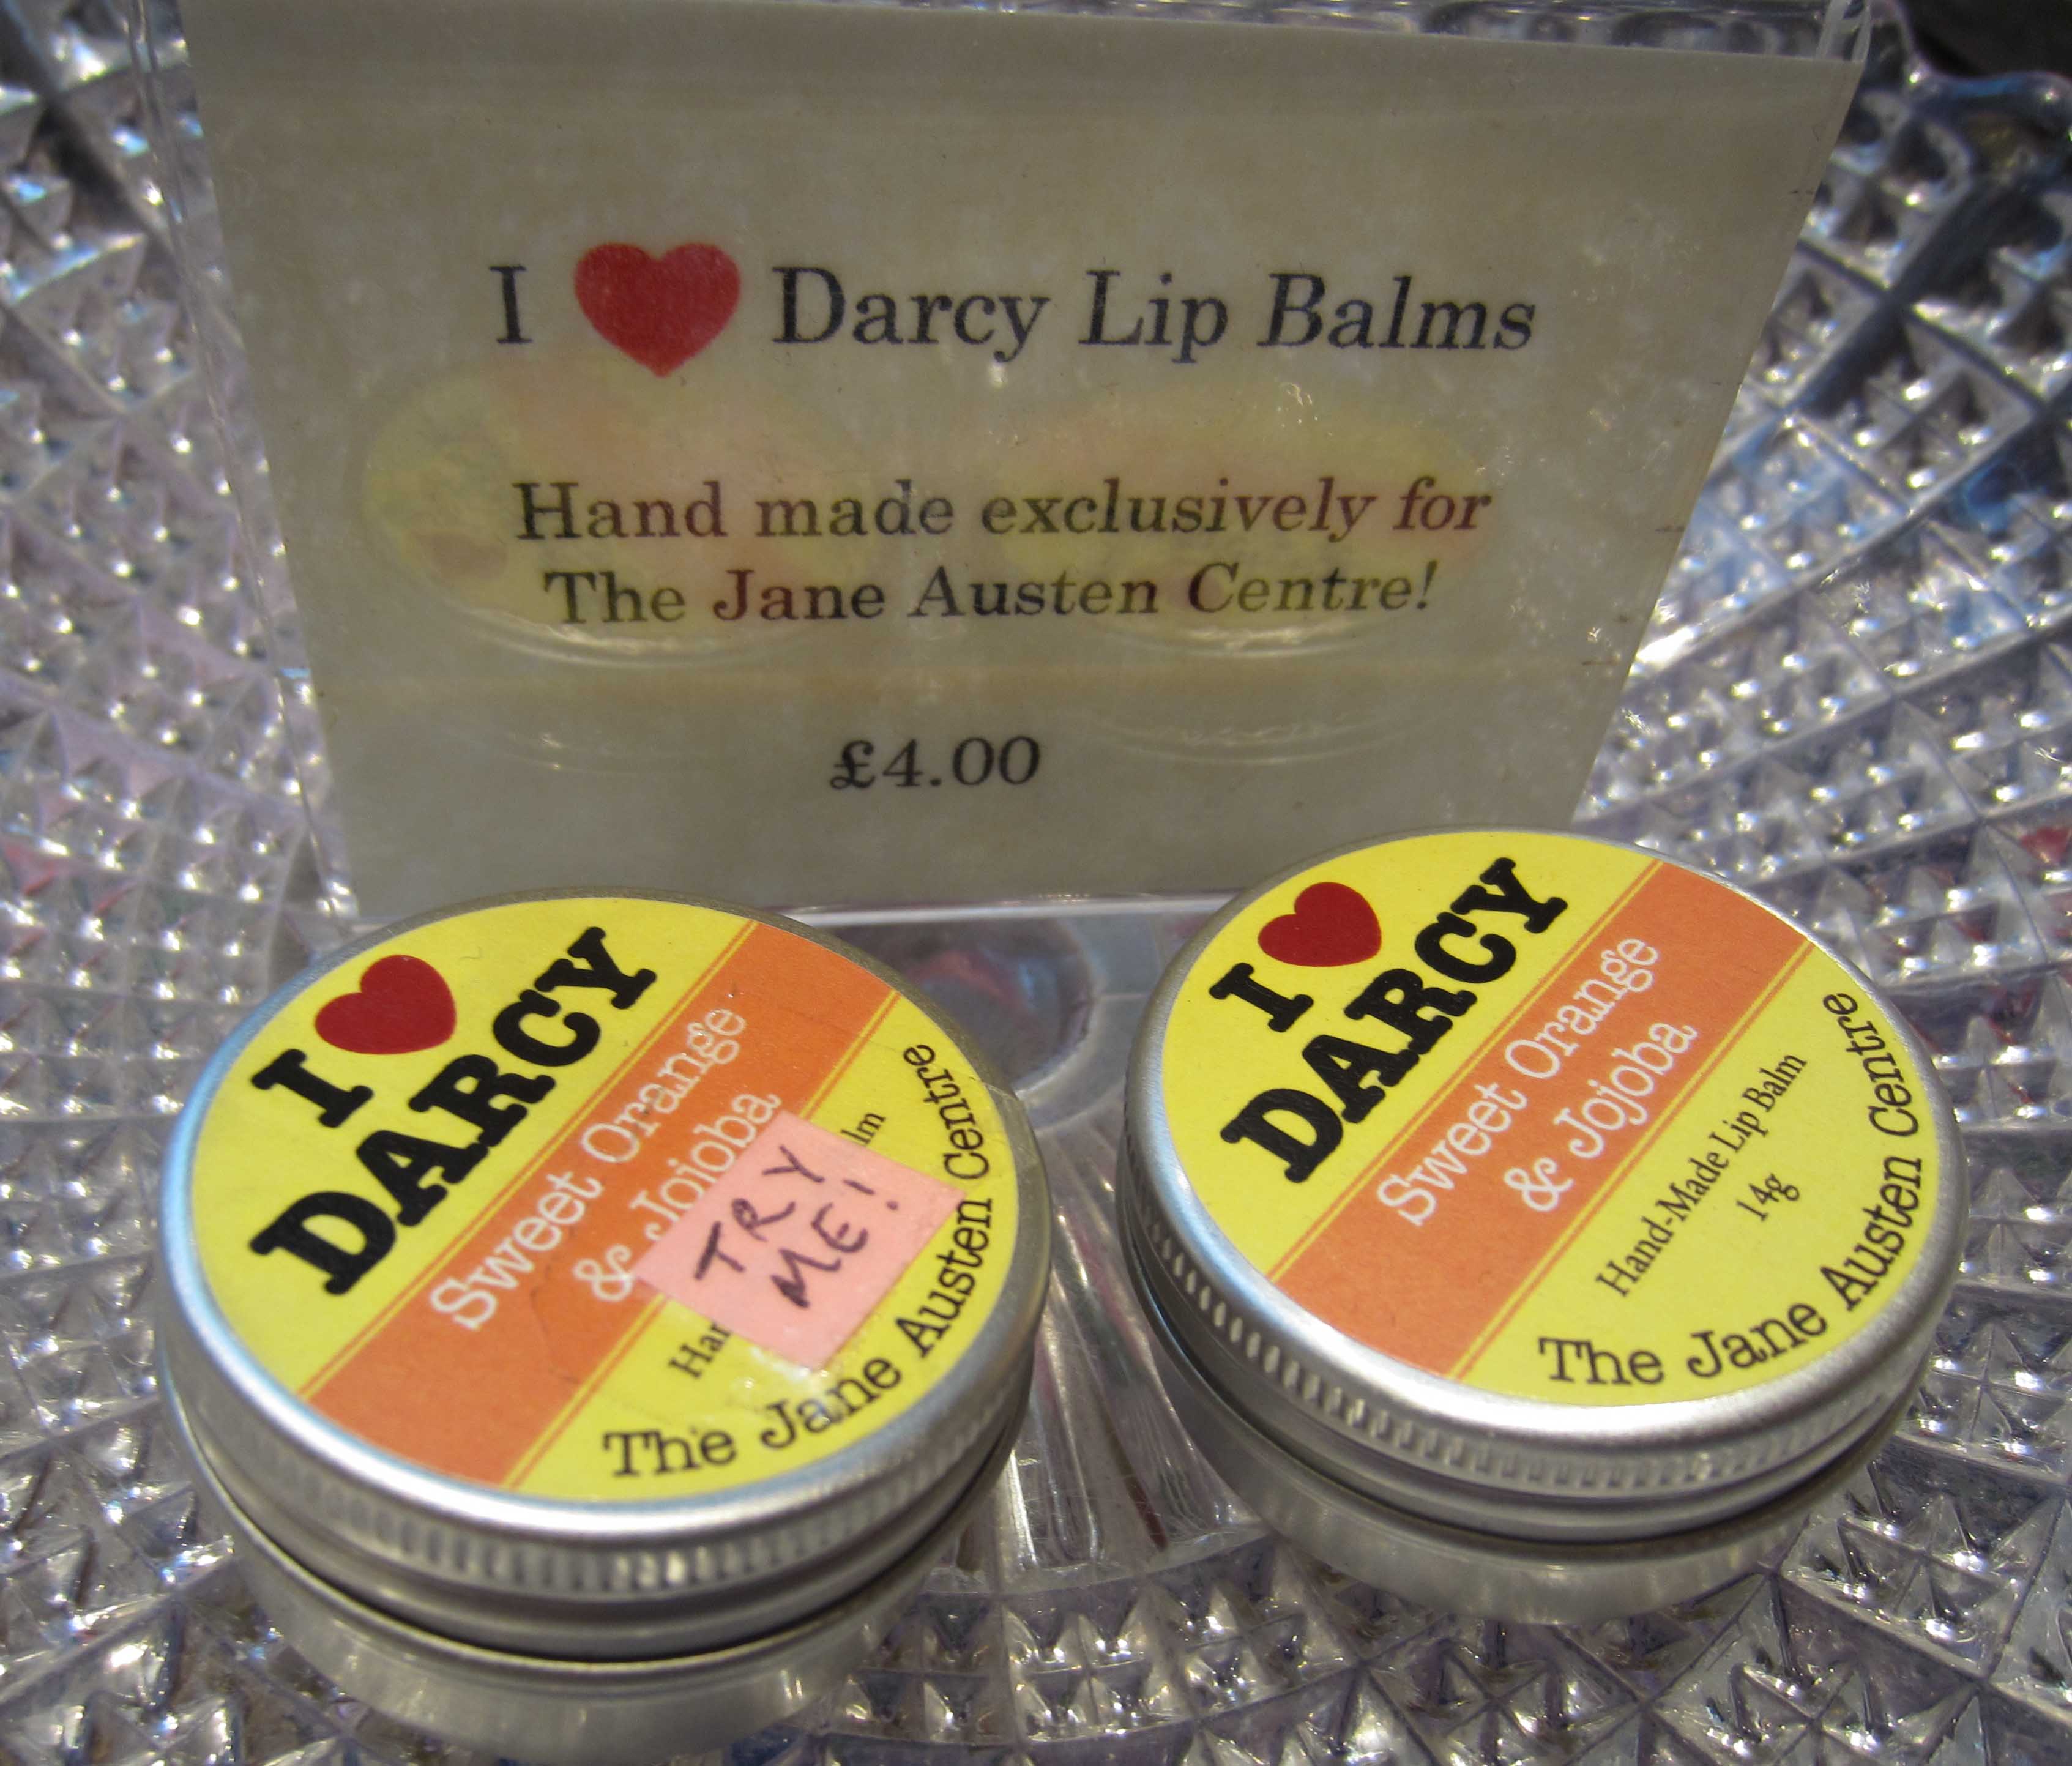 I ❤ Darcy Lip Balms
Hand made exclusively for
The Jane Austen Centre!
£4.00
I ❤
DARCY
Sweet Orange
& Jojoba
TRY
ME!
The Jane Austen Centre
I ❤
DARCY
Sweet Orange
& Jojoba
Hand-Made Lip Balm
14g
The Jane Austen Centre